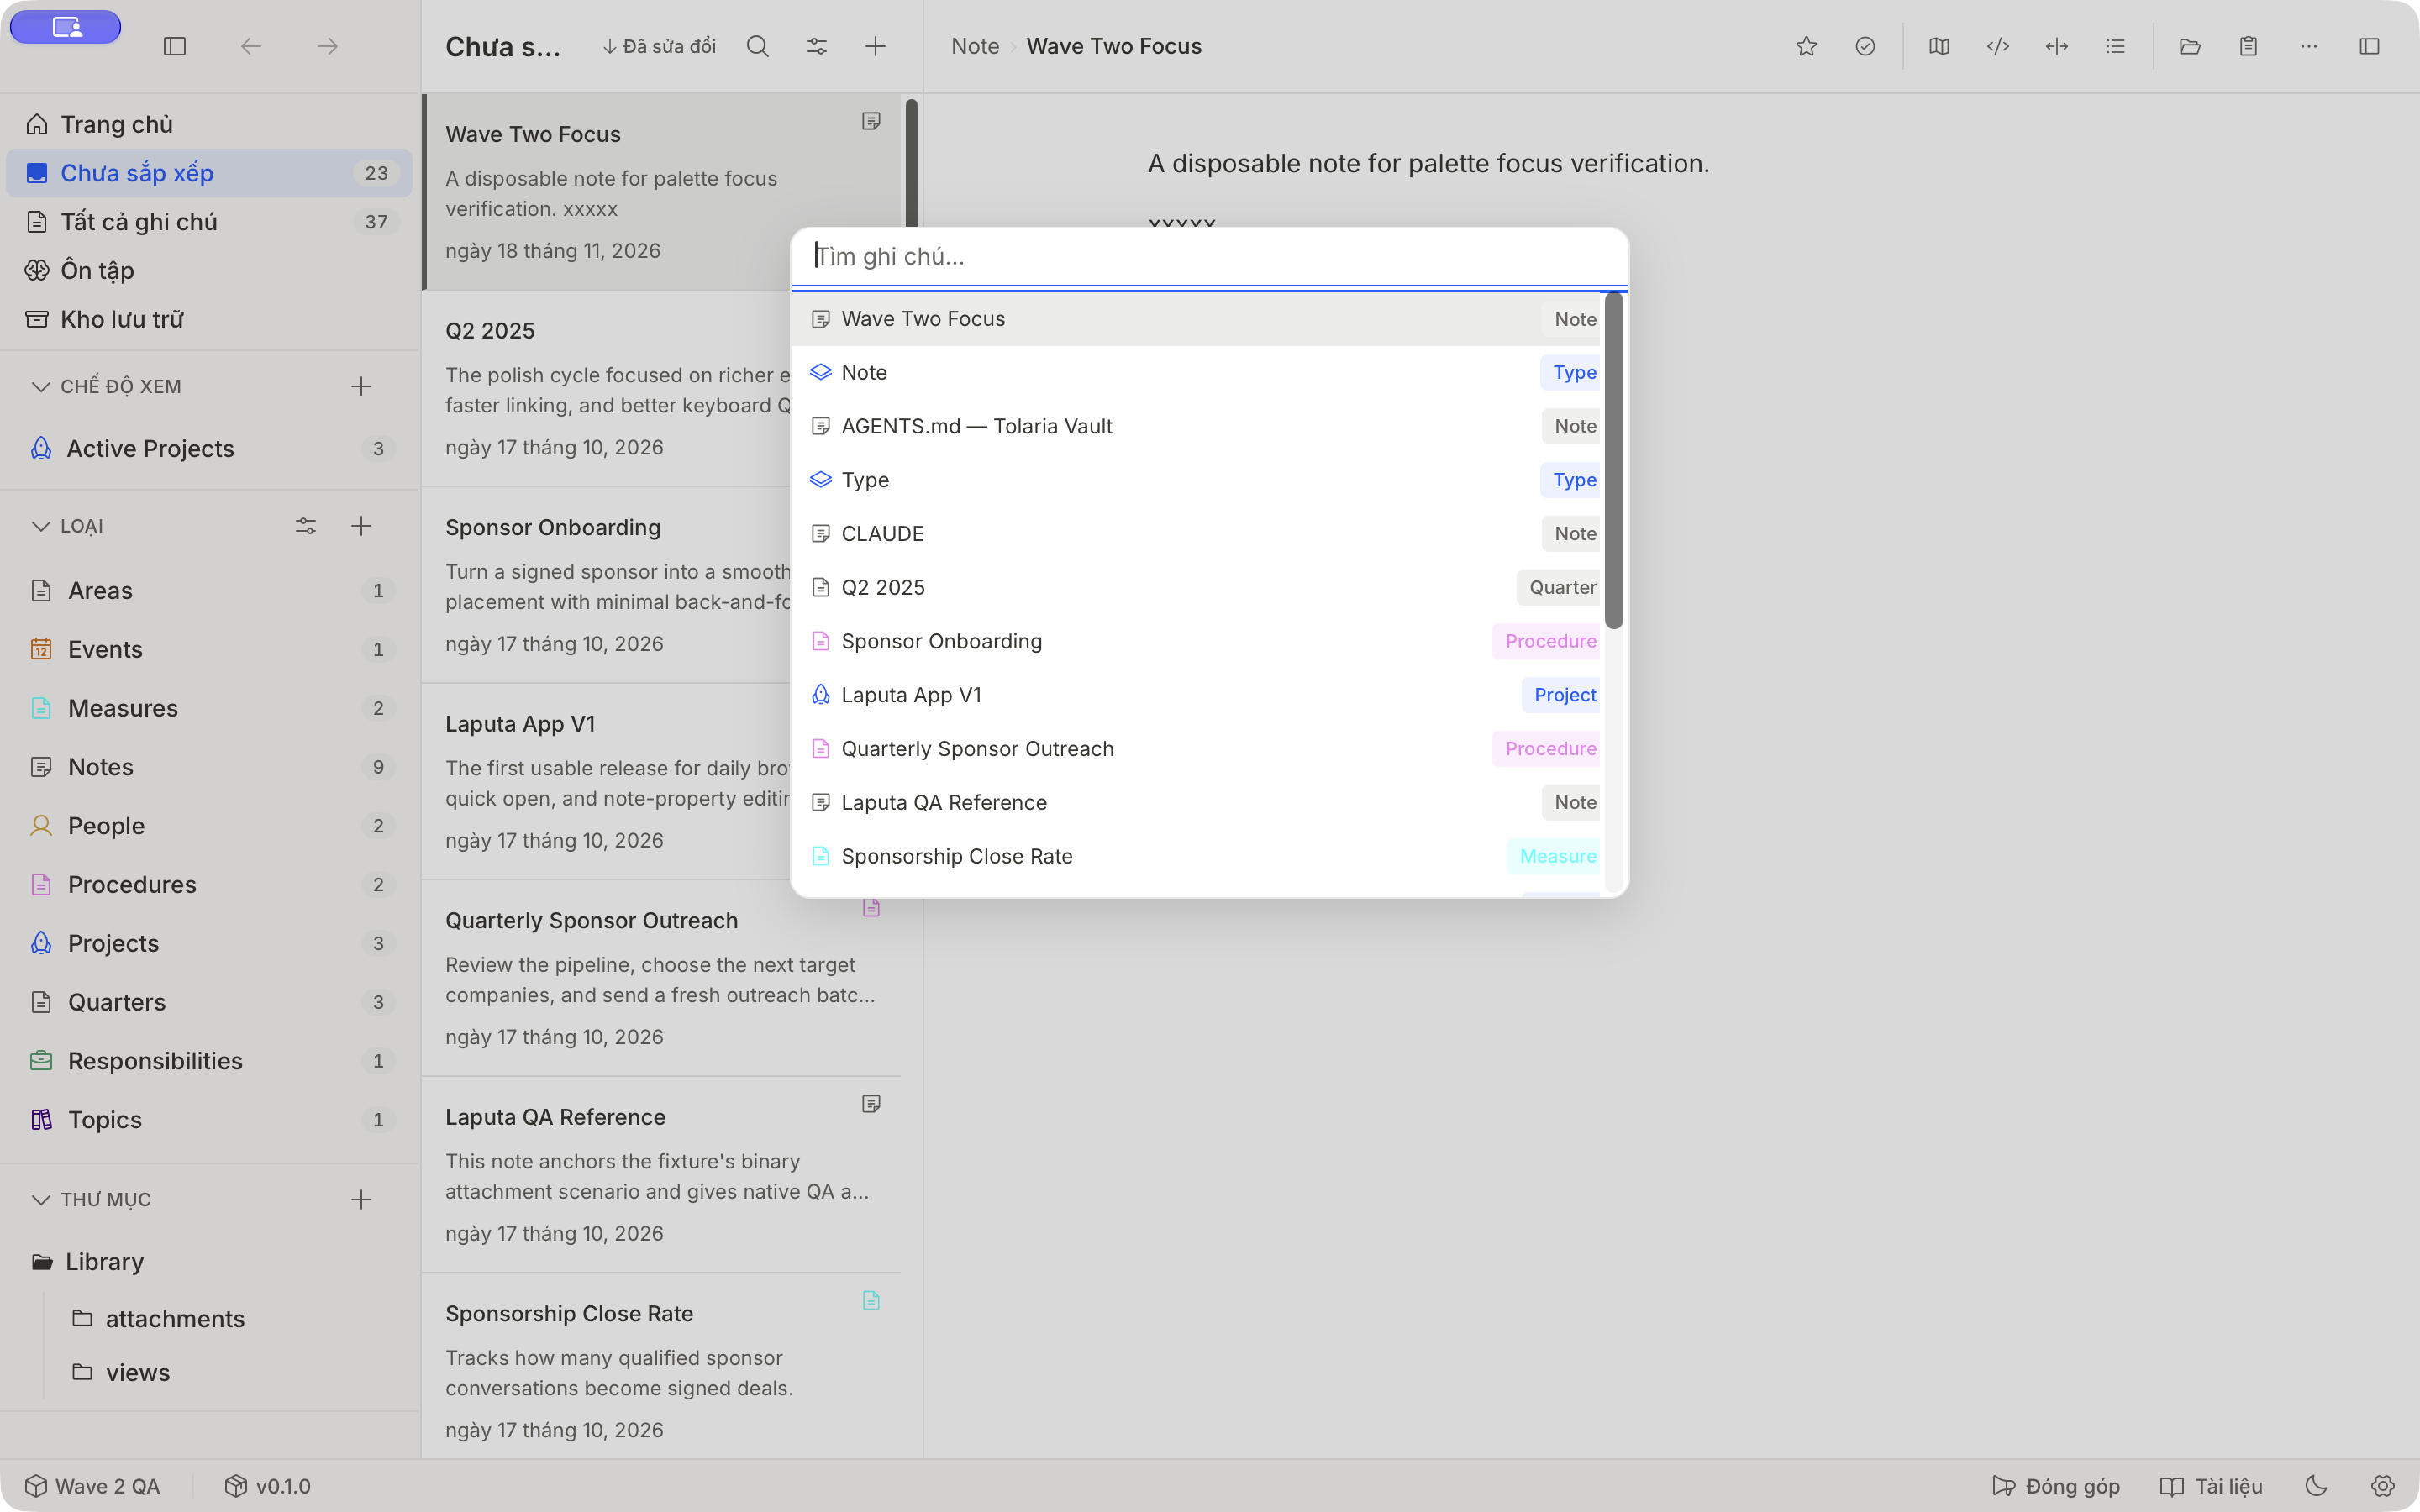 Chưa s...
Đã sửa đổi
Note › Wave Two Focus
Trang chủ
Chưa sắp xếp 23
Tất cả ghi chú 37
Ôn tập
Kho lưu trữ
CHẾ ĐỘ XEM
Active Projects 3
LOẠI
Areas 1
Events 1
Measures 2
Notes 9
People 2
Procedures 2
Projects 3
Quarters 3
Responsibilities 1
Topics 1
THƯ MỤC
Library
attachments
views
Wave Two Focus
A disposable note for palette focus
verification. xxxxx
ngày 18 tháng 11, 2026
Q2 2025
The polish cycle focused on richer
faster linking, and better keyboard
ngày 17 tháng 10, 2026
Sponsor Onboarding
Turn a signed sponsor into a smooth
placement with minimal
ngày 17 tháng 10, 2026
Laputa App V1
The first usable release for daily
quick open, and note-property
ngày 17 tháng 10, 2026
Quarterly Sponsor Outreach
Review the pipeline, choose the next target
companies, and send a fresh outreach batc...
ngày 17 tháng 10, 2026
Laputa QA Reference
This note anchors the fixture's binary
attachment scenario and gives native QA a...
ngày 17 tháng 10, 2026
Sponsorship Close Rate
Tracks how many qualified sponsor
conversations become signed deals.
ngày 17 tháng 10, 2026
A disposable note for palette focus verification.
xxxxx
Tìm ghi chú...
Wave Two Focus Note
Note Type
AGENTS.md — Tolaria Vault Note
Type Type
CLAUDE Note
Q2 2025 Quarter
Sponsor Onboarding Procedure
Laputa App V1 Project
Quarterly Sponsor Outreach Procedure
Laputa QA Reference Note
Sponsorship Close Rate Measure
Wave 2 QA
v0.1.0
Đóng góp
Tài liệu